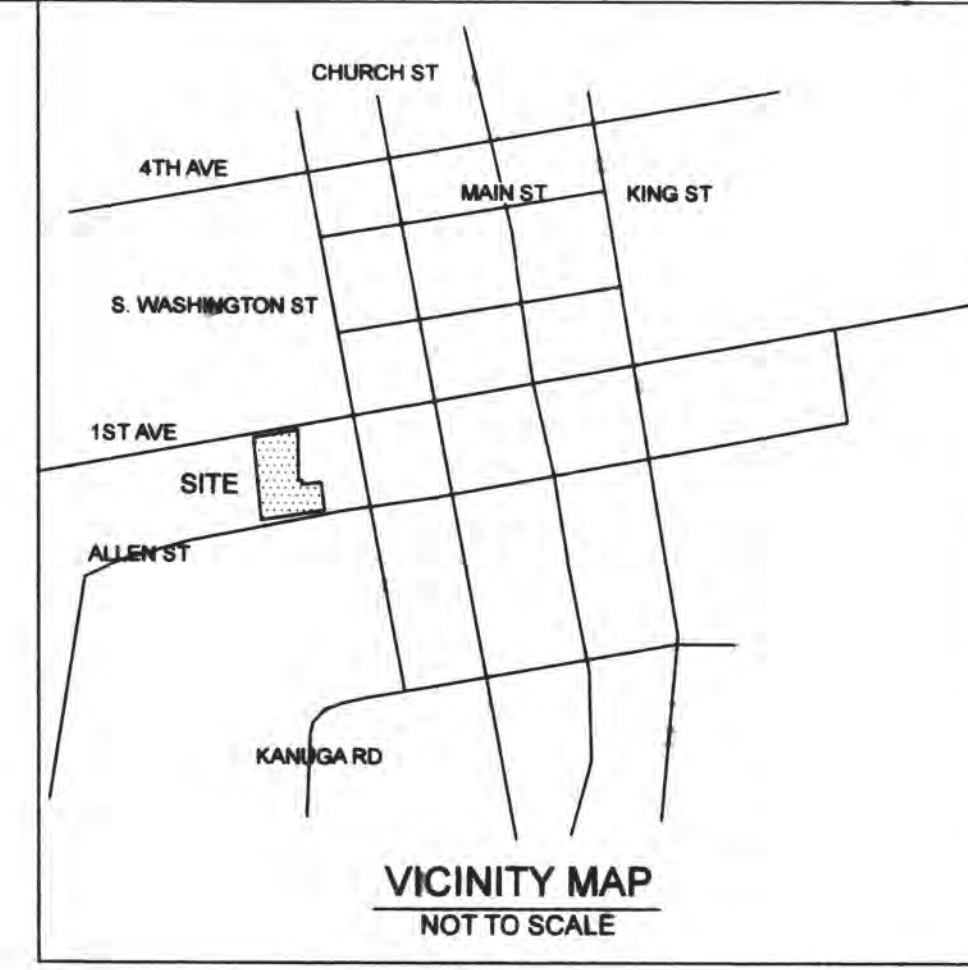 CHURCH ST
4TH AVE
MAIN ST
KING ST
S. WASHINGTON ST
1ST AVE
SITE
ALLEN ST
KANUGA RD
VICINITY MAP
NOT TO SCALE